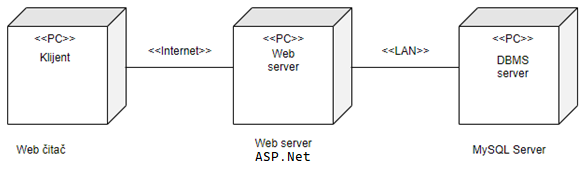 <<PC>>
Klijent
<<Internet>>
<<PC>>
Web
server
<<LAN>>
<<PC>>
DBMS
server
Web čitač
Web server
ASP.Net
MySQL Server